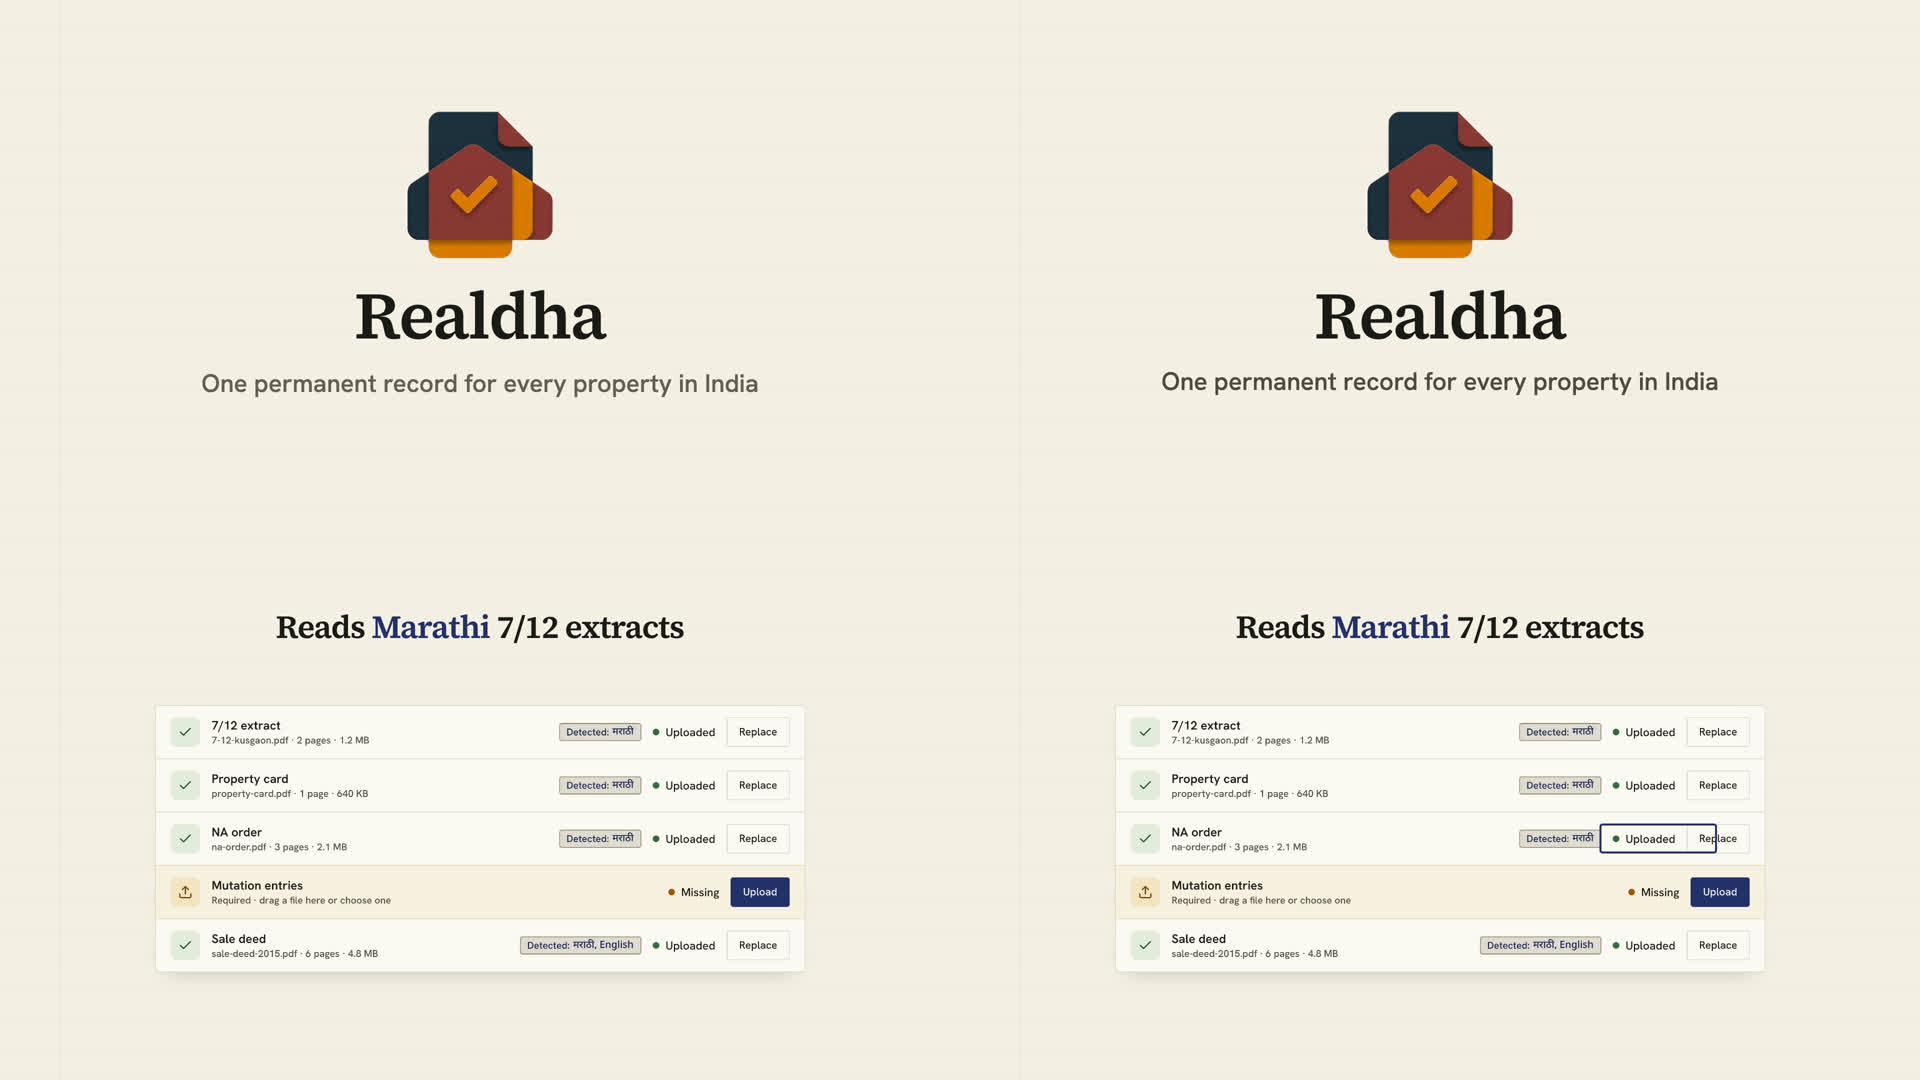 Realdha
One permanent record for every property in India
Reads Marathi 7/12 extracts
7/12 extract
7-12-kusgaon.pdf · 2 pages · 1.2 MB
Detected: मराठी
Uploaded
Replace
Property card
property-card.pdf · 1 page · 640 KB
Detected: मराठी
Uploaded
Replace
NA order
na-order.pdf · 3 pages · 2.1 MB
Detected: मराठी
Uploaded
Replace
Mutation entries
Required · drag a file here or choose one
Missing
Upload
Sale deed
sale-deed-2015.pdf · 6 pages · 4.8 MB
Detected: मराठी, English
Uploaded
Replace
Realdha
One permanent record for every property in India
Reads Marathi 7/12 extracts
7/12 extract
7-12-kusgaon.pdf · 2 pages · 1.2 MB
Detected: मराठी
Uploaded
Replace
Property card
property-card.pdf · 1 page · 640 KB
Detected: मराठी
Uploaded
Replace
NA order
na-order.pdf · 3 pages · 2.1 MB
Detected: मराठी
Uploaded
Replace
Mutation entries
Required · drag a file here or choose one
Missing
Upload
Sale deed
sale-deed-2015.pdf · 6 pages · 4.8 MB
Detected: मराठी, English
Uploaded
Replace